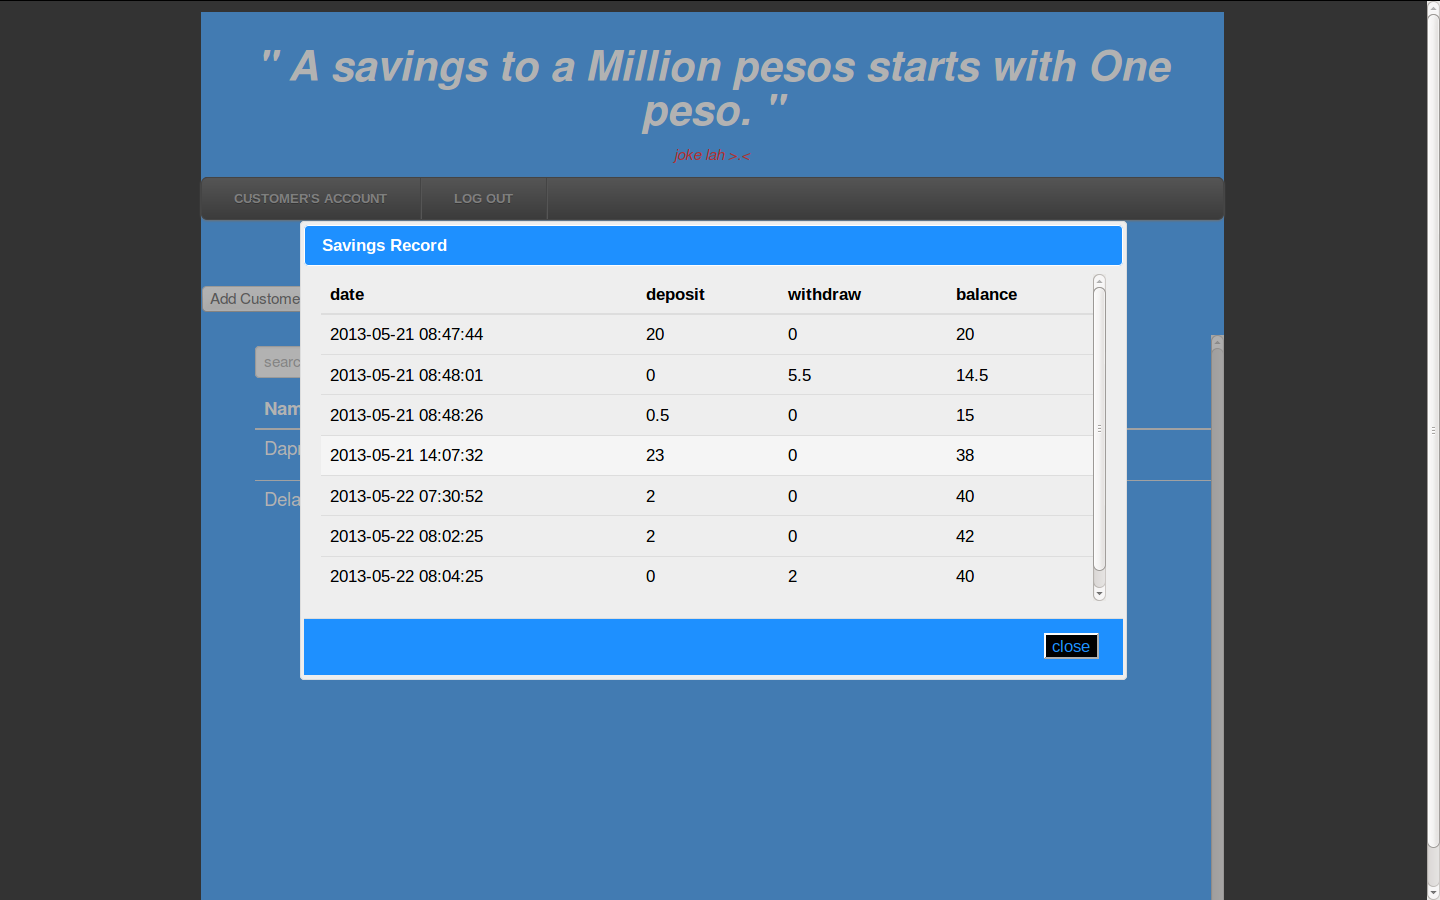 " A savings to a Million pesos starts with One
peso. "
joke lah >.<
CUSTOMER'S ACCOUNT LOG OUT
Savings Record
Add Custome
searc
Nam
Dapi
Dela
date deposit withdraw balance
2013-05-21 08:47:44 20 0 20
2013-05-21 08:48:01 0 5.5 14.5
2013-05-21 08:48:26 0.5 0 15
2013-05-21 14:07:32 23 0 38
2013-05-22 07:30:52 2 0 40
2013-05-22 08:02:25 2 0 42
2013-05-22 08:04:25 0 2 40
close